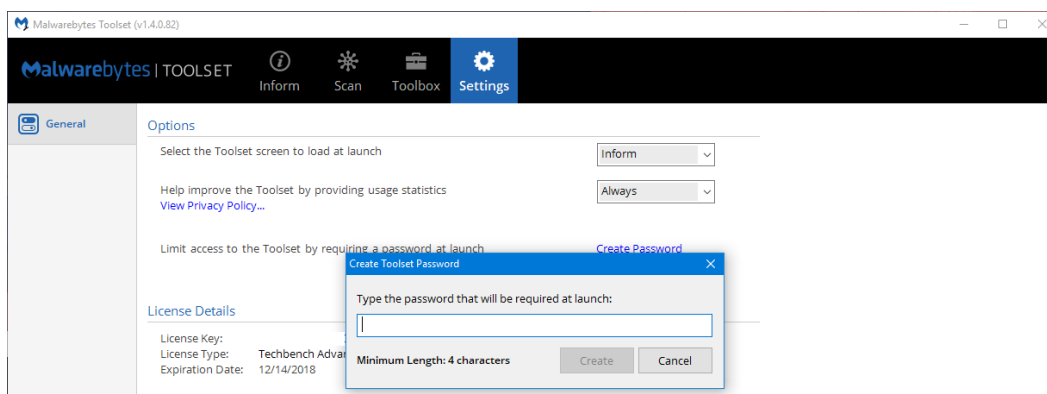 Malwarebytes Toolset (v1.4.0.82)
Malwarebytes | TOOLSET
Inform
Scan
Toolbox
Settings
General
Options
Select the Toolset screen to load at launch
Inform
Help improve the Toolset by providing usage statistics
Always
View Privacy Policy...
Limit access to the Toolset by requiring a password at launch
Create Password
Create Toolset Password
Type the password that will be required at launch:
Minimum Length: 4 characters
Create
Cancel
License Details
License Key:
License Type: Techbench Advan
Expiration Date: 12/14/2018